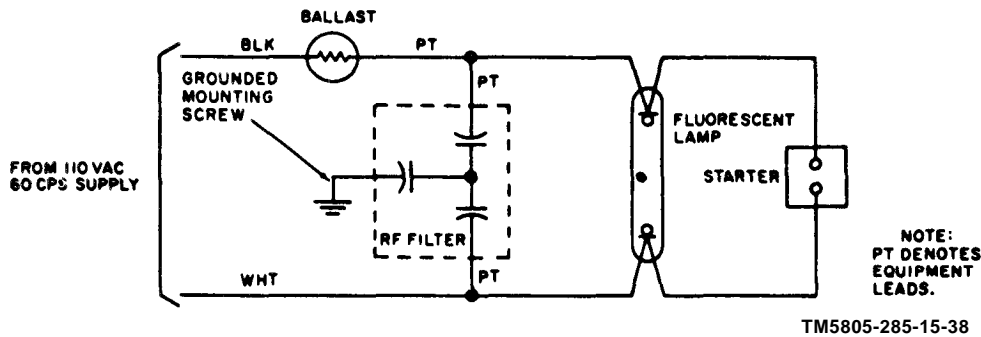 BALLAST
BLK
PT
GROUNDED
MOUNTING
SCREW
PT
FLUORESCENT
LAMP
FROM 110 VAC
60 CPS SUPPLY
STARTER
RF FILTER
NOTE:
PT DENOTES
EQUIPMENT
LEADS.
WHT
PT
TM5805-285-15-38